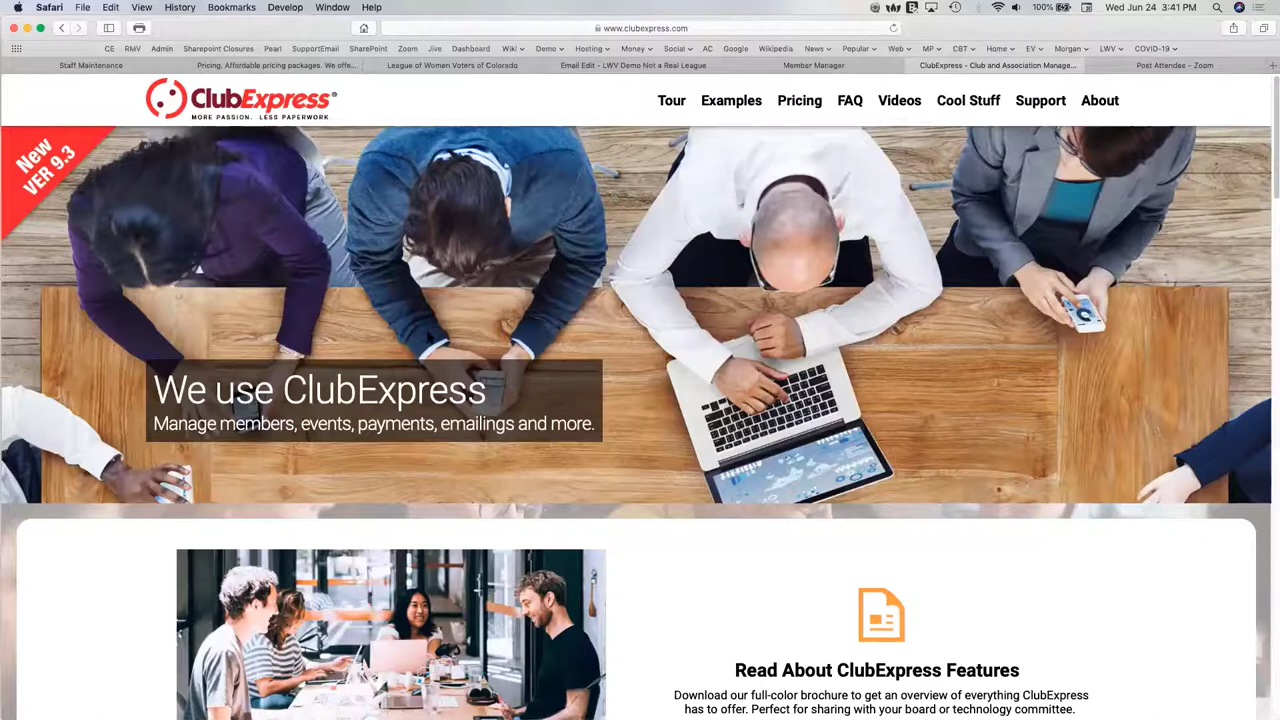 Safari File Edit View History Bookmarks Develop Window Help 100% Wed Jun 24 3:41 PM
www.clubexpress.com
CE RMV Admin Sharepoint Closures Pearl SupportEmail SharePoint Zoom Jive Dashboard Wiki Demo Hosting Money Social AC Google Wikipedia News Popular Web MP CBT Home EV Morgan LWV COVID-19
Staff Maintenance Pricing. Affordable pricing packages. We offe... League of Women Voters of Colorado Email Edit - LWV Demo Not a Real League Member Manager ClubExpress - Club and Association Manage... Post Attendee - Zoom
ClubExpress®
MORE PASSION. LESS PAPERWORK
Tour Examples Pricing FAQ Videos Cool Stuff Support About
New
VER 9.3
We use ClubExpress
Manage members, events, payments, emailings and more.
Read About ClubExpress Features
Download our full-color brochure to get an overview of everything ClubExpress
has to offer. Perfect for sharing with your board or technology committee.